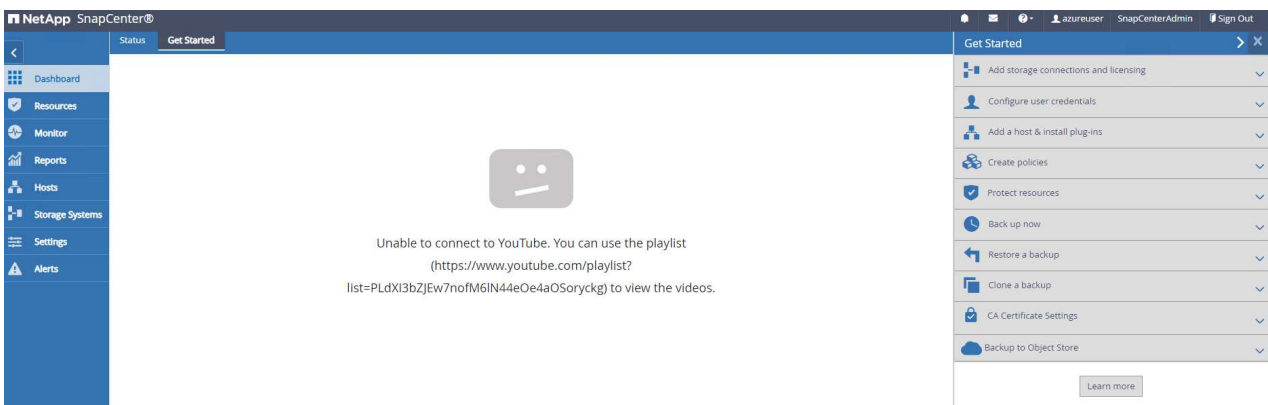 NetApp SnapCenter®
azureuser SnapCenterAdmin Sign Out
Status Get Started
Dashboard
Resources
Monitor
Reports
Hosts
Storage Systems
Settings
Alerts
Unable to connect to YouTube. You can use the playlist
(https://www.youtube.com/playlist?
list=PLdXI3bZJEw7nofM6lN44eOe4aOSoryckg) to view the videos.
Get Started
Add storage connections and licensing
Configure user credentials
Add a host & install plug-ins
Create policies
Protect resources
Back up now
Restore a backup
Clone a backup
CA Certificate Settings
Backup to Object Store
Learn more